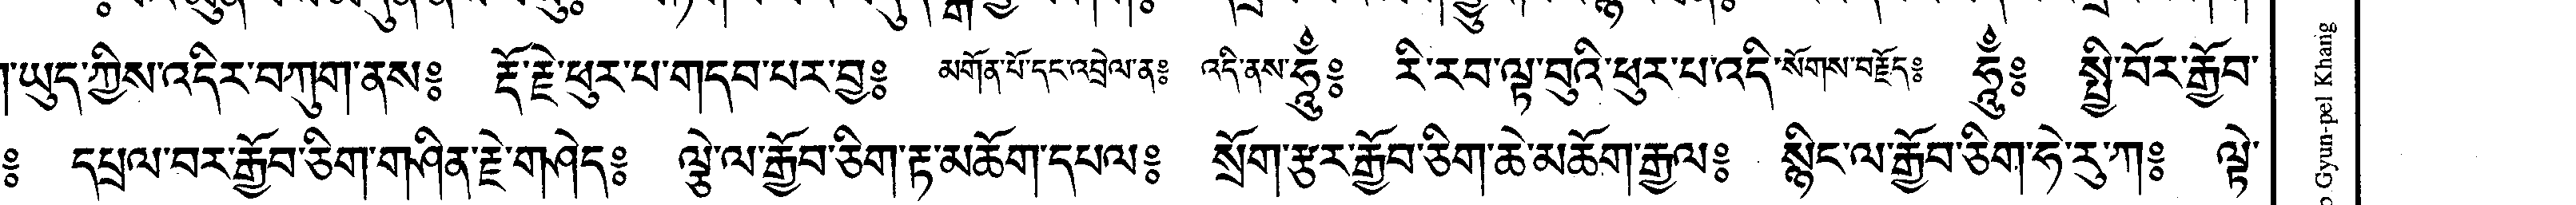 ཡུད་ཀྱིས་འདིར་བཀུག་ནས༔ རྡོ་རྗེ་ཕུར་པ་གདབ་པར་བྱ༔ མགོན་པོ་དང་འབྲེལ་ན༔ འདི་ནས་ཧཱུྃ༔ རི་རབ་ལྟ་བུའི་ཕུར་པ་འདི་སོགས་བརྗོད༔ ཧཱུྃ༔ སྤྱི་བོར་རྒྱོབ་
༔ དཔྲལ་བར་རྒྱོབ་ཅིག་གཤིན་རྗེ་གཤེད༔ ལྕེ་ལ་རྒྱོབ་ཅིག་རྟ་མཆོག་དཔལ༔ སྲོག་རྩར་རྒྱོབ་ཅིག་ཆེ་མཆོག་རྒྱལ༔ སྙིང་ལ་རྒྱོབ་ཅིག་ཧེ་རུ་ཀ༔ ལྟེ་
Gyun-pel Khang